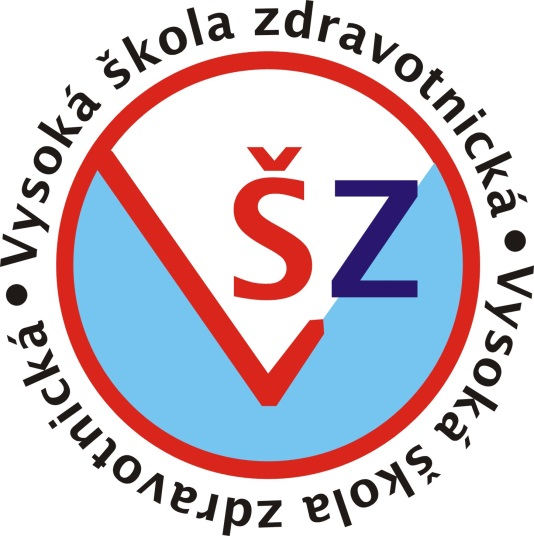 Vysoká škola zdravotnická • Vysoká škola zdravotnická •
VŠZ